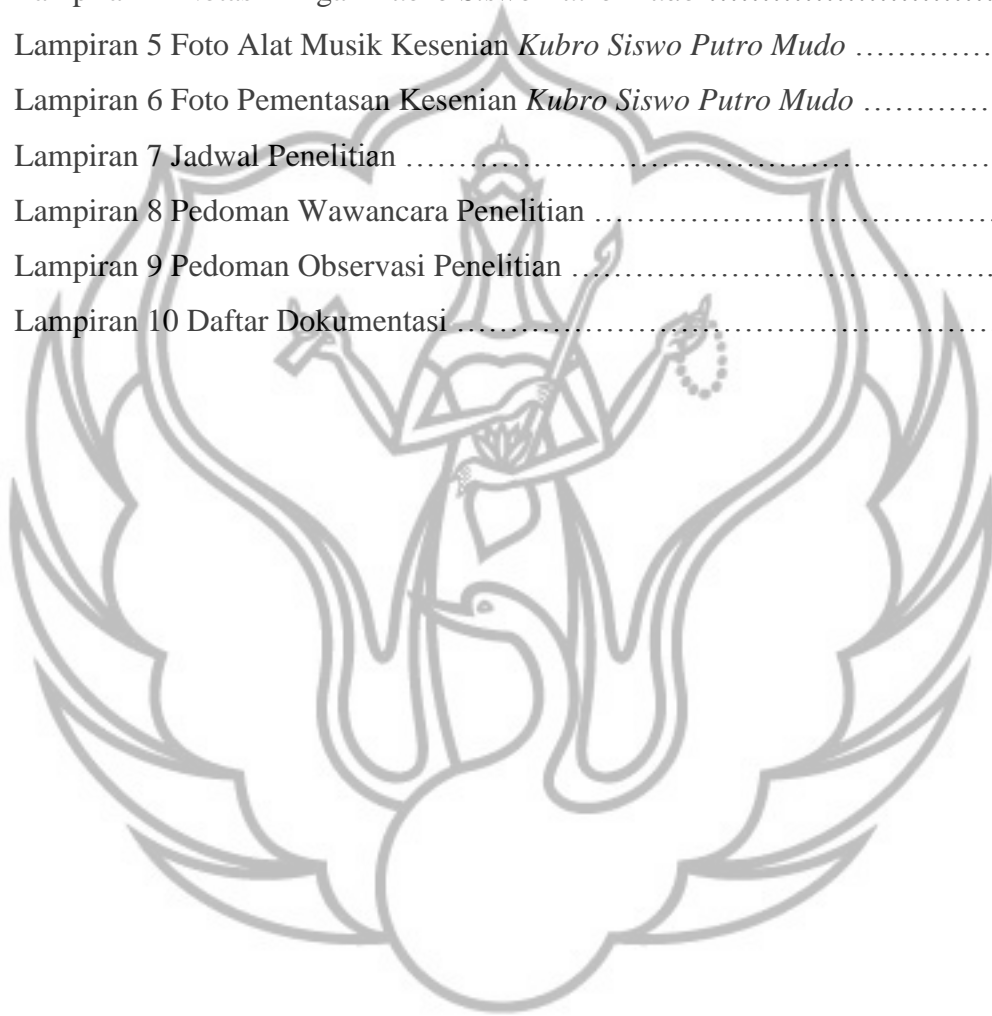 Lampiran 5 Foto Alat Musik Kesenian Kubro Siswo Putro Mudo ……………
Lampiran 6 Foto Pementasan Kesenian Kubro Siswo Putro Mudo ……………
Lampiran 7 Jadwal Penelitian ……………………………………………………
Lampiran 8 Pedoman Wawancara Penelitian ……………………………………
Lampiran 9 Pedoman Observasi Penelitian ………………………………………
Lampiran 10 Daftar Dokumentasi …………………………………………………